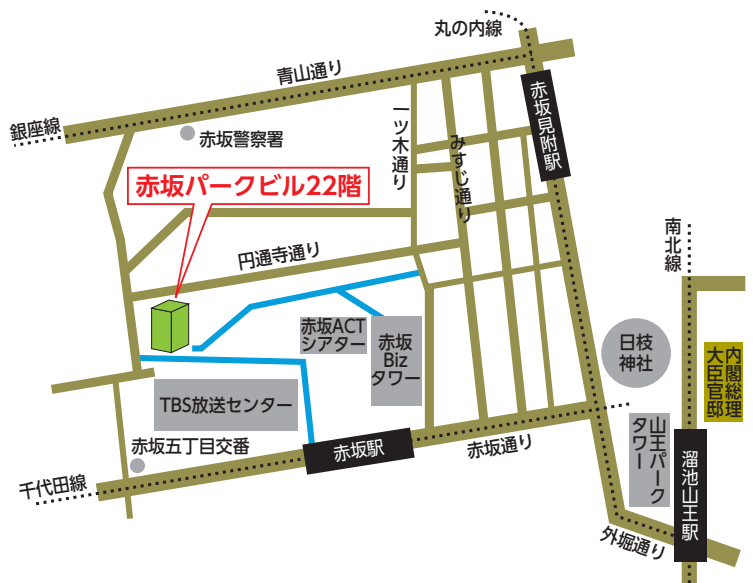 丸の内線
青山通り
銀座線
赤坂警察署
一ツ木通り
みすじ通り
赤坂見附駅
赤坂パークビル22階
円通寺通り
南北線
赤坂ACT
シアター
赤坂
Biz
タワー
日枝
神社
内閣総理
大臣官邸
TBS放送センター
山王パーク
タワー
赤坂五丁目交番
赤坂駅
赤坂通り
溜池山王駅
千代田線
外堀通り